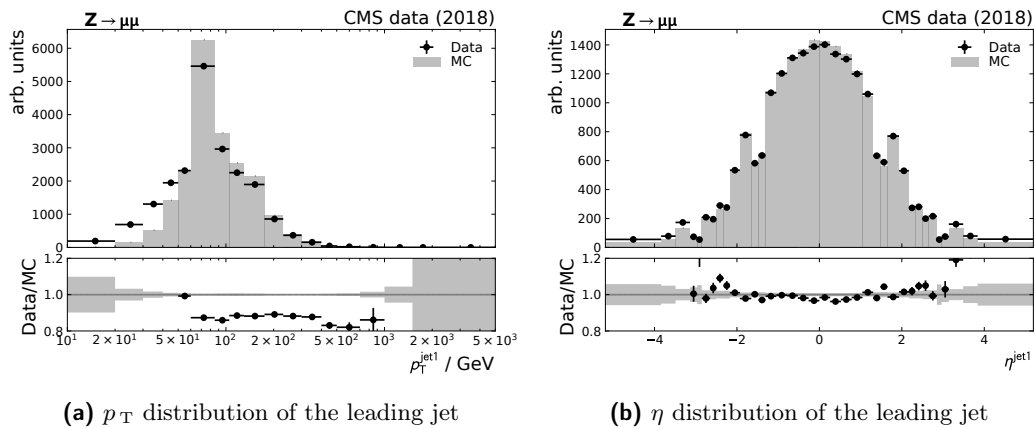 Z → μμ CMS data (2018)
arb. units
6000
5000
4000
3000
2000
1000
0
Data
MC
Data/MC
1.2
1.0
0.8
10¹ 2 × 10¹ 5 × 10¹ 10² 2 × 10² 5 × 10² 10³ 2 × 10³ 5 × 10³
p_T^jet1 / GeV
(a) p T distribution of the leading jet
Z → μμ CMS data (2018)
arb. units
1400
1200
1000
800
600
400
200
0
Data
MC
Data/MC
1.2
1.0
0.8
−4 −2 0 2 4
η^jet1
(b) η distribution of the leading jet